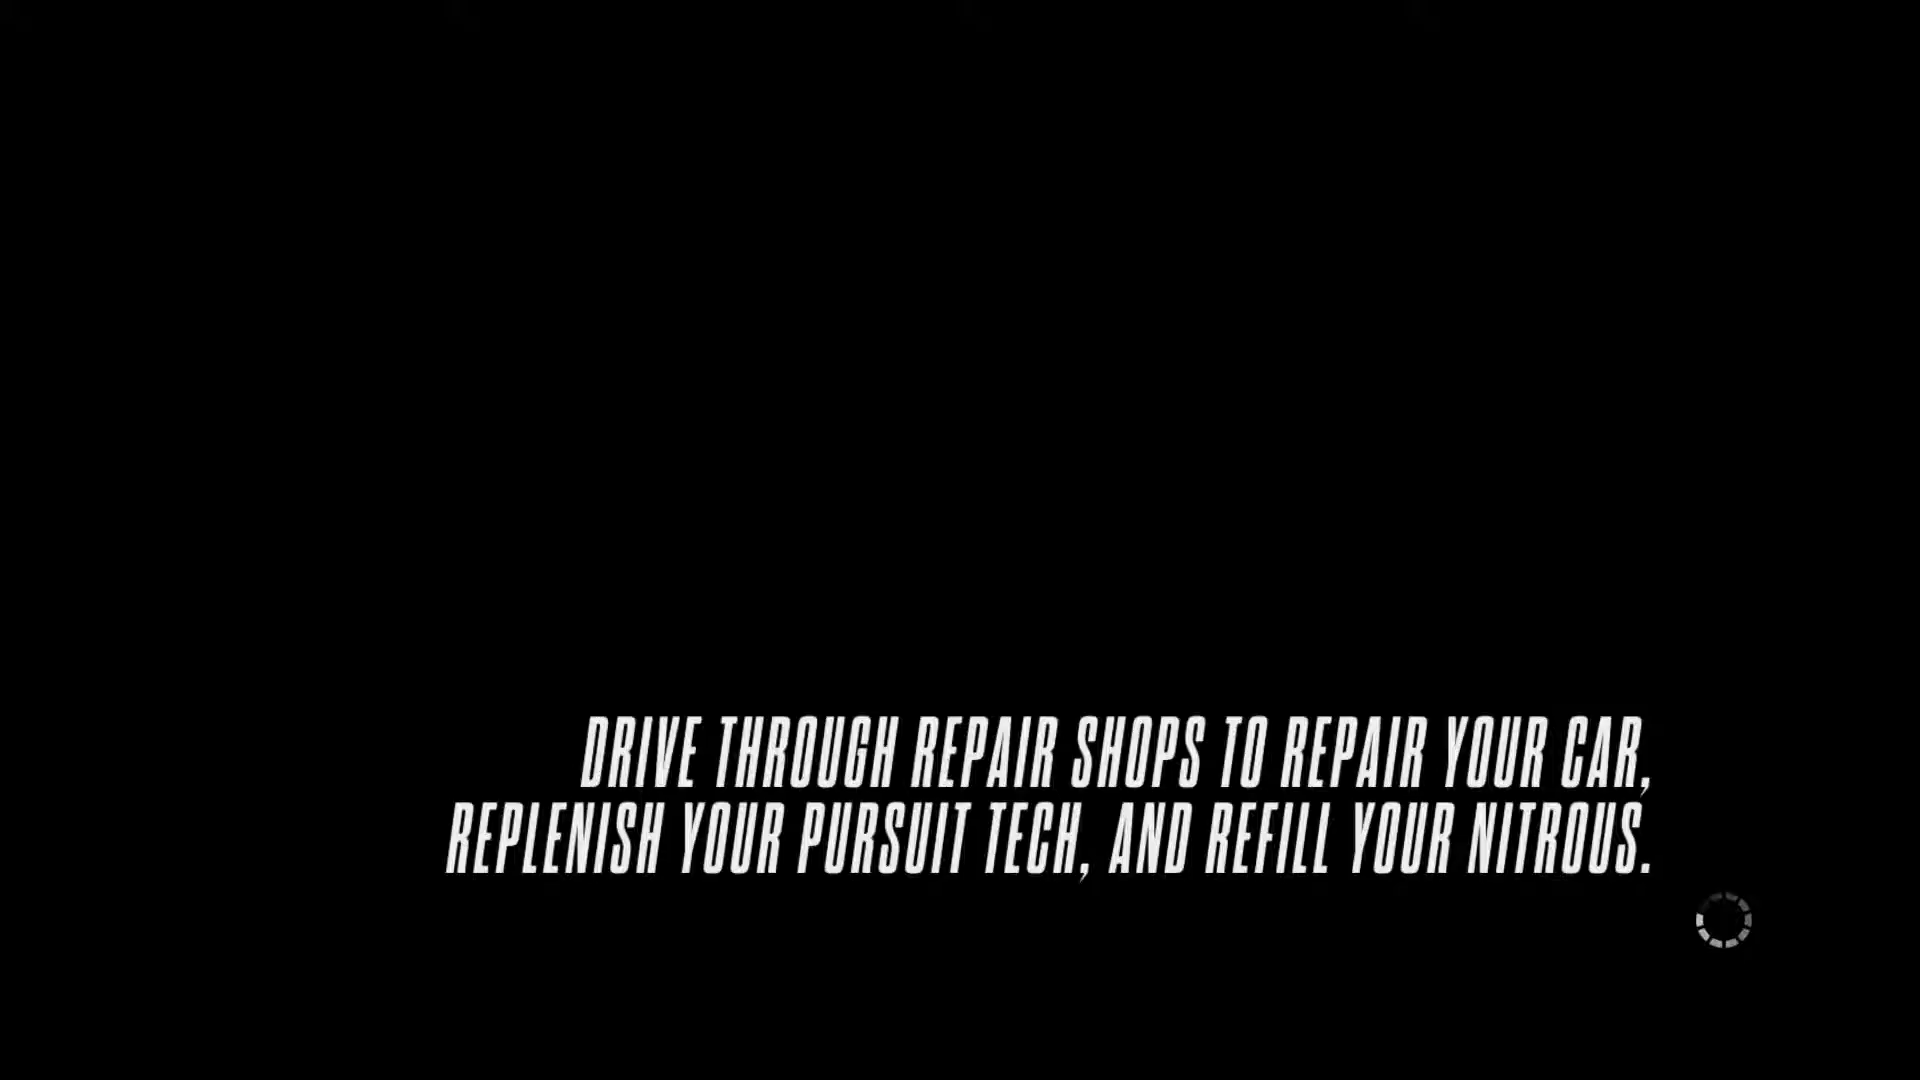 DRIVE THROUGH REPAIR SHOPS TO REPAIR YOUR CAR,
REPLENISH YOUR PURSUIT TECH, AND REFILL YOUR NITROUS.